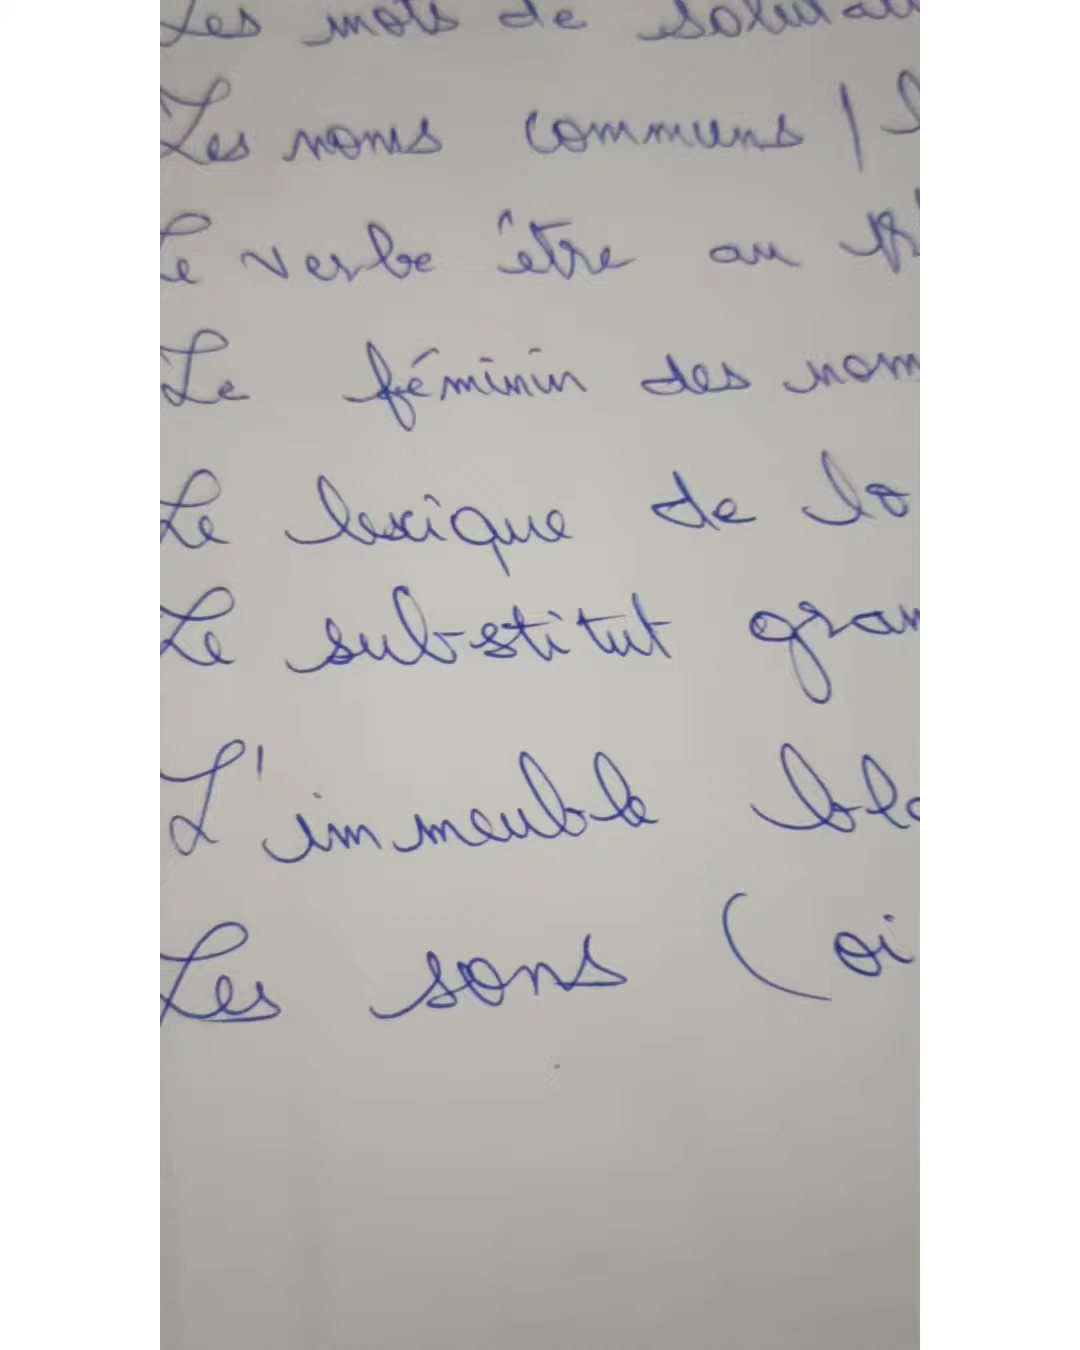 Les mots de
Les noms communs /
Le verbe être au
Le féminin des
Le lexique de
Le substitut
L'immeuble
Les sons (oi